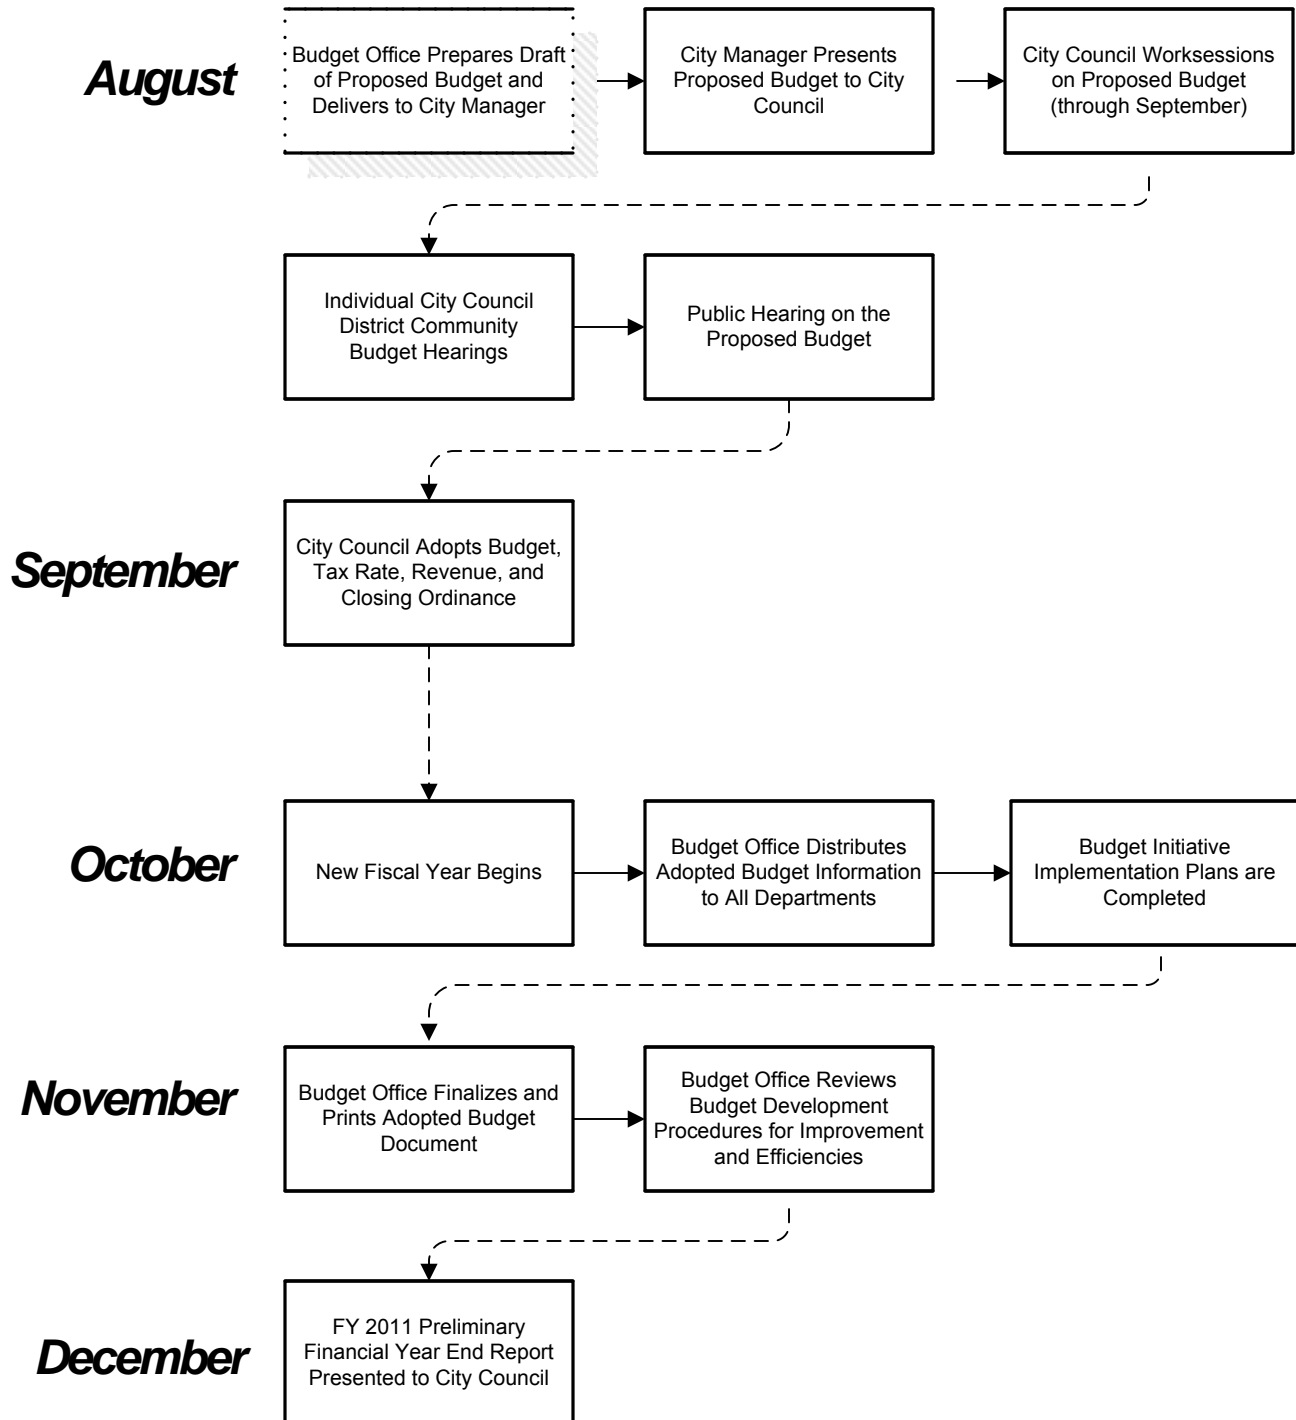 August
Budget Office Prepares Draft
of Proposed Budget and
Delivers to City Manager
City Manager Presents
Proposed Budget to City
Council
City Council Worksessions
on Proposed Budget
(through September)
Individual City Council
District Community
Budget Hearings
Public Hearing on the
Proposed Budget
September
City Council Adopts Budget,
Tax Rate, Revenue, and
Closing Ordinance
October
New Fiscal Year Begins
Budget Office Distributes
Adopted Budget Information
to All Departments
Budget Initiative
Implementation Plans are
Completed
November
Budget Office Finalizes and
Prints Adopted Budget
Document
Budget Office Reviews
Budget Development
Procedures for Improvement
and Efficiencies
December
FY 2011 Preliminary
Financial Year End Report
Presented to City Council